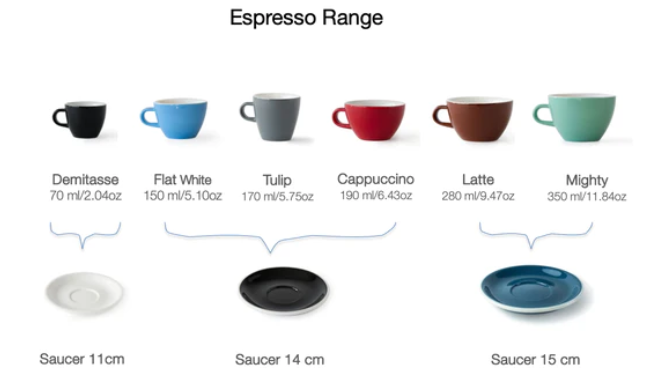 Espresso Range
Demitasse
70 ml/2.04oz
Flat White
150 ml/5.10oz
Tulip
170 ml/5.75oz
Cappuccino
190 ml/6.43oz
Latte
280 ml/9.47oz
Mighty
350 ml/11.84oz
Saucer 11cm
Saucer 14 cm
Saucer 15 cm